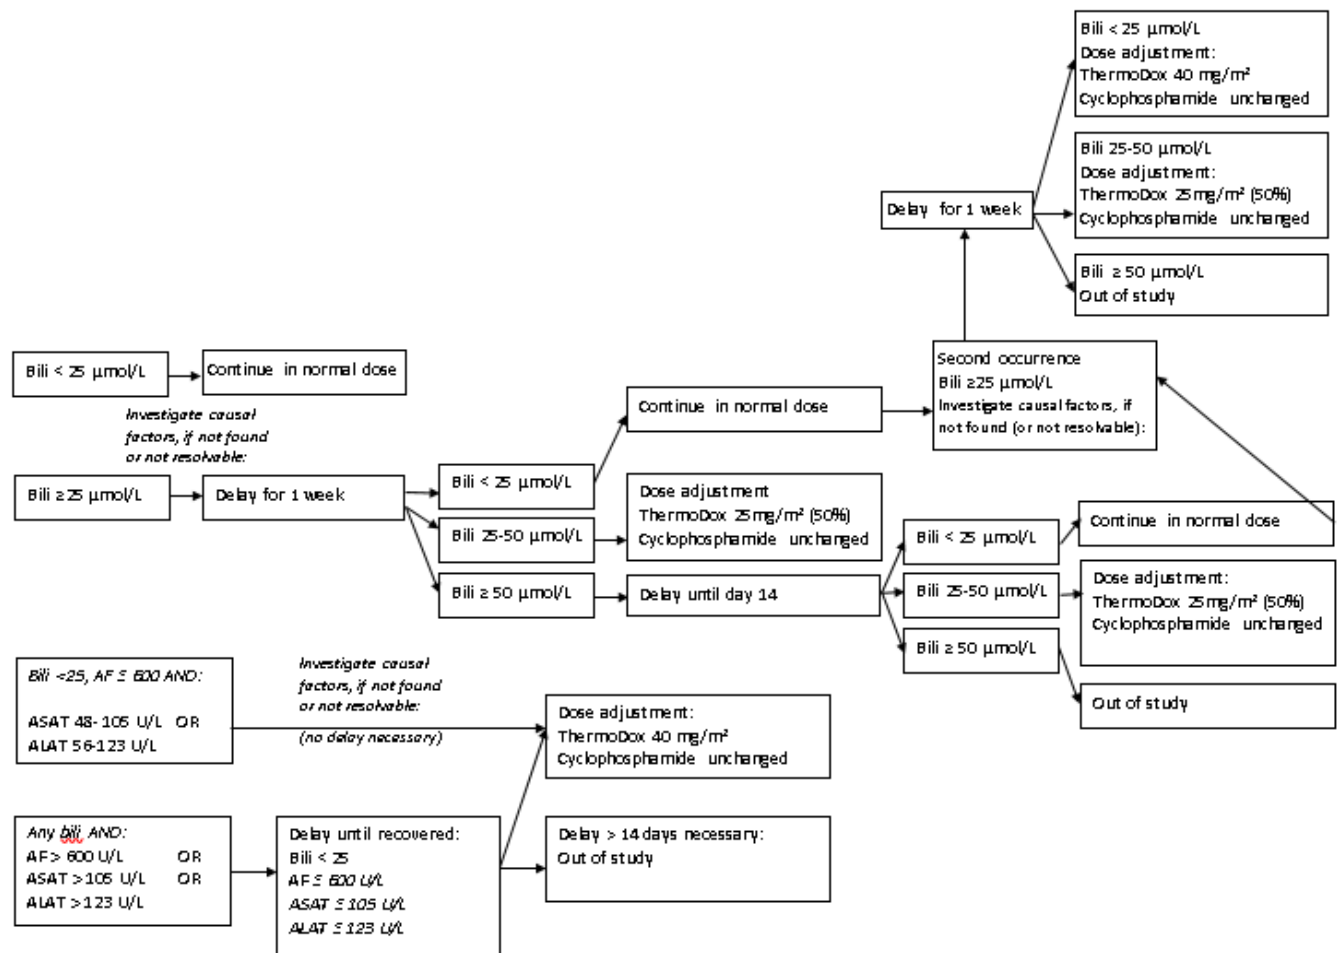 Bili < 25 µmol/L
Dose adjustment:
ThermoDox 40 mg/m²
Cyclophosphamide unchanged
Bili 25-50 µmol/L
Dose adjustment:
ThermoDox 25mg/m² (50%)
Cyclophosphamide unchanged
Delay for 1 week
Bili ≥ 50 µmol/L
Out of study
Bili < 25 µmol/L
Continue in normal dose
Second occurrence
Bili ≥25 µmol/L
Investigate causal factors, if
not found (or not resolvable):
Investigate causal
factors, if not found
or not resolvable:
Continue in normal dose
Bili ≥25 µmol/L
Delay for 1 week
Bili < 25 µmol/L
Dose adjustment
ThermoDox 25mg/m² (50%)
Cyclophosphamide unchanged
Bili 25-50 µmol/L
Bili ≥ 50 µmol/L
Delay until day 14
Bili < 25 µmol/L
Continue in normal dose
Bili 25-50 µmol/L
Dose adjustment:
ThermoDox 25mg/m² (50%)
Cyclophosphamide unchanged
Bili ≥ 50 µmol/L
Out of study
Bili <25, AF ≤ 600 AND:
ASAT 48-105 U/L OR
ALAT 56-123 U/L
Investigate causal
factors, if not found
or not resolvable:
(no delay necessary)
Dose adjustment:
ThermoDox 40 mg/m²
Cyclophosphamide unchanged
Any bili AND:
AF > 600 U/L OR
ASAT >105 U/L OR
ALAT >123 U/L
Delay until recovered:
Bili < 25
AF ≤ 600 U/L
ASAT ≤ 105 U/L
ALAT ≤ 123 U/L
Delay > 14 days necessary:
Out of study